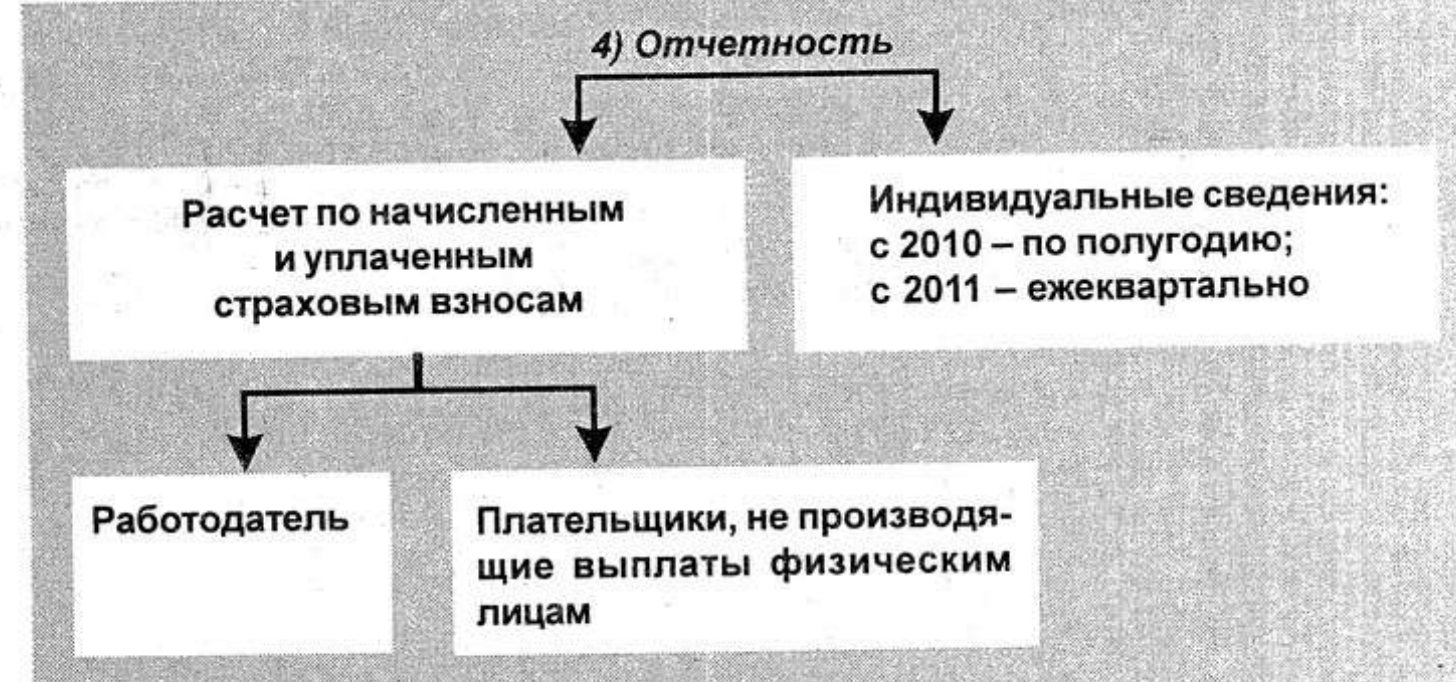 4) Отчетность
Расчет по начисленным
и уплаченным
страховым взносам
Индивидуальные сведения:
с 2010 – по полугодию;
с 2011 – ежеквартально
Работодатель
Плательщики, не производя-
щие выплаты физическим
лицам